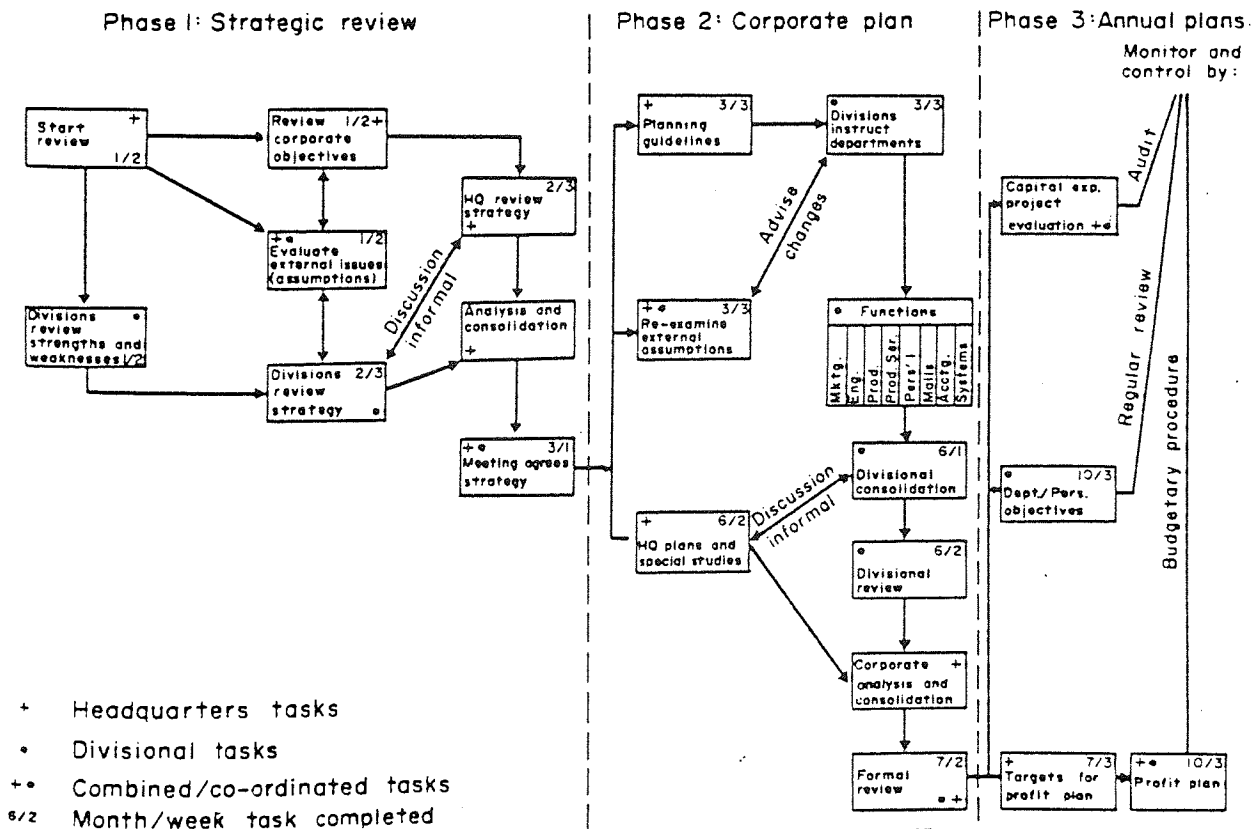 Phase 1: Strategic review
Phase 2: Corporate plan
Phase 3: Annual plans
Monitor and
control by:
+
Start
review
1/2
Review 1/2+
corporate
objectives
2/3
HQ review
strategy
+
+• 1/2
Evaluate
external issues
(assumptions)
Divisions •
review
strengths and
weaknesses 1/2
Discussion
informal
Analysis and
consolidation
+
Divisions 2/3
review
strategy •
+• 3/1
Meeting agrees
strategy
+ 3/3
Planning
guidelines
• 3/3
Divisions
instruct
departments
Advise
changes
+• 3/3
Re-examine
external
assumptions
• Functions
Mktg.
Eng.
Prod.
Prod. Ser.
Pers'l
Mails
Acctg.
Systems
• 6/1
Divisional
consolidation
Discussion
informal
+ 6/2
HQ plans and
special studies
• 6/2
Divisional
review
Corporate +
analysis and
consolidation
7/2
Formal
review
•+
Capital exp.
project
evaluation +•
Audit
Regular review
Budgetary procedure
• 10/3
Dept./Pers.
objectives
+ 7/3
Targets for
profit plan
+• 10/3
Profit plan
+ Headquarters tasks
• Divisional tasks
+• Combined/co-ordinated tasks
6/2 Month/week task completed